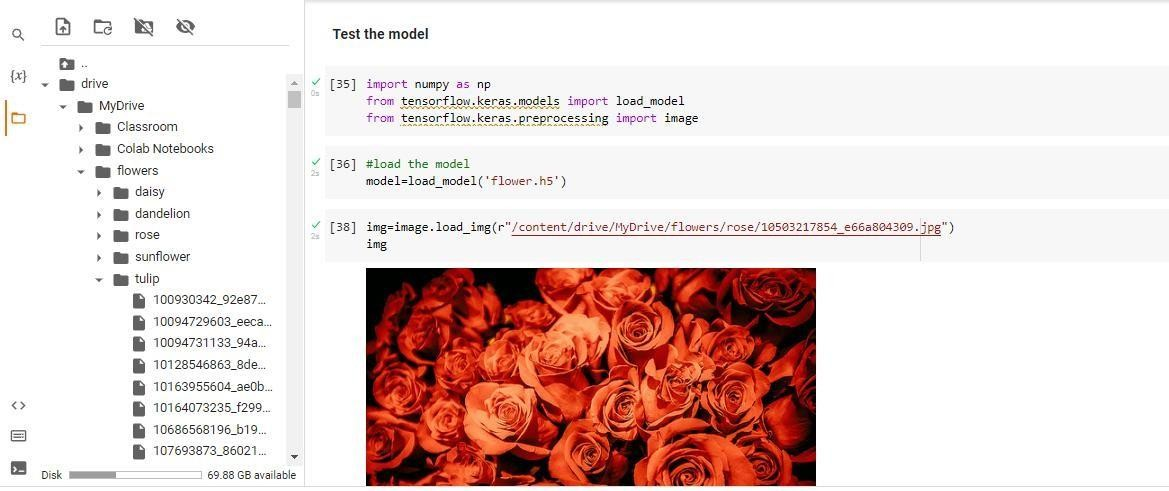 {x}
..
drive
MyDrive
Classroom
Colab Notebooks
flowers
daisy
dandelion
rose
sunflower
tulip
100930342_92e87...
10094729603_eeca...
10094731133_94a...
10128546863_8de...
10163955604_ae0b...
10164073235_f299...
10686568196_b19...
107693873_86021...
Disk 69.88 GB available
Test the model
[35] import numpy as np
0s from tensorflow.keras.models import load_model
from tensorflow.keras.preprocessing import image
[36] #load the model
2s model=load_model('flower.h5')
[38] img=image.load_img(r"/content/drive/MyDrive/flowers/rose/10503217854_e66a804309.jpg")
2s img